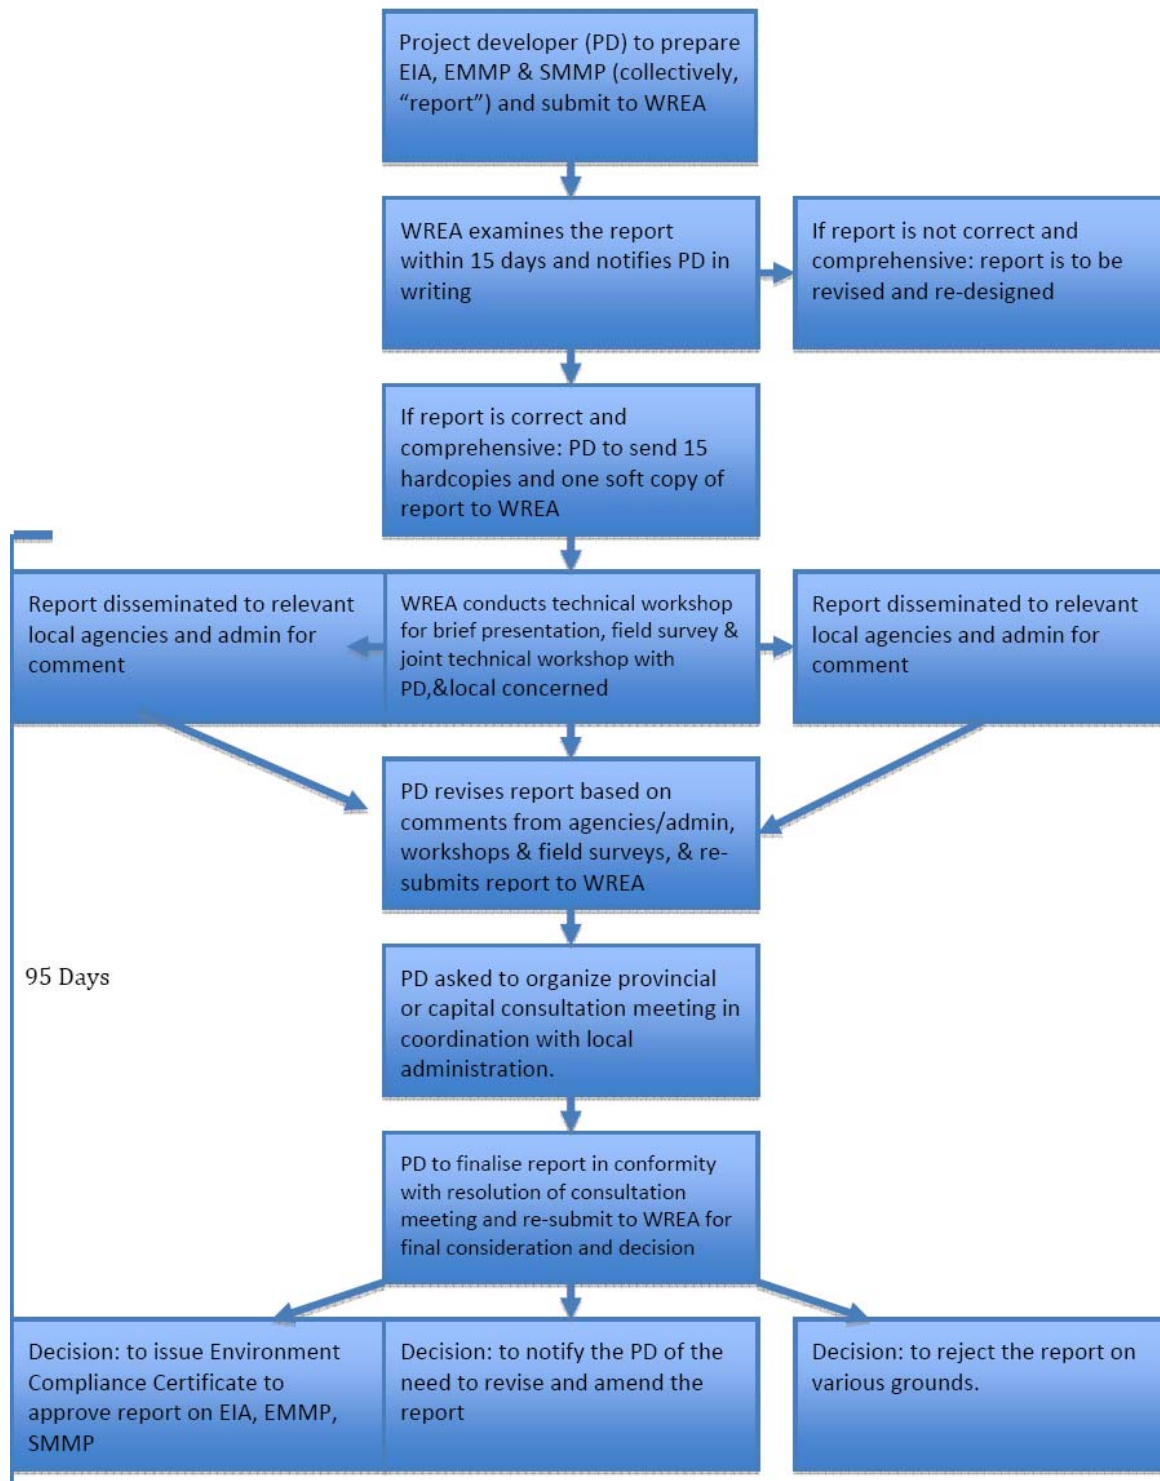 Project developer (PD) to prepare
EIA, EMMP & SMMP (collectively,
“report”) and submit to WREA
WREA examines the report
within 15 days and notifies PD in
writing
If report is not correct and
comprehensive: report is to be
revised and re-designed
If report is correct and
comprehensive: PD to send 15
hardcopies and one soft copy of
report to WREA
Report disseminated to relevant
local agencies and admin for
comment
WREA conducts technical workshop
for brief presentation, field survey &
joint technical workshop with
PD,&local concerned
Report disseminated to relevant
local agencies and admin for
comment
PD revises report based on
comments from agencies/admin,
workshops & field surveys, & re-
submits report to WREA
95 Days
PD asked to organize provincial
or capital consultation meeting in
coordination with local
administration.
PD to finalise report in conformity
with resolution of consultation
meeting and re-submit to WREA for
final consideration and decision
Decision: to issue Environment
Compliance Certificate to
approve report on EIA, EMMP,
SMMP
Decision: to notify the PD of the
need to revise and amend the
report
Decision: to reject the report on
various grounds.